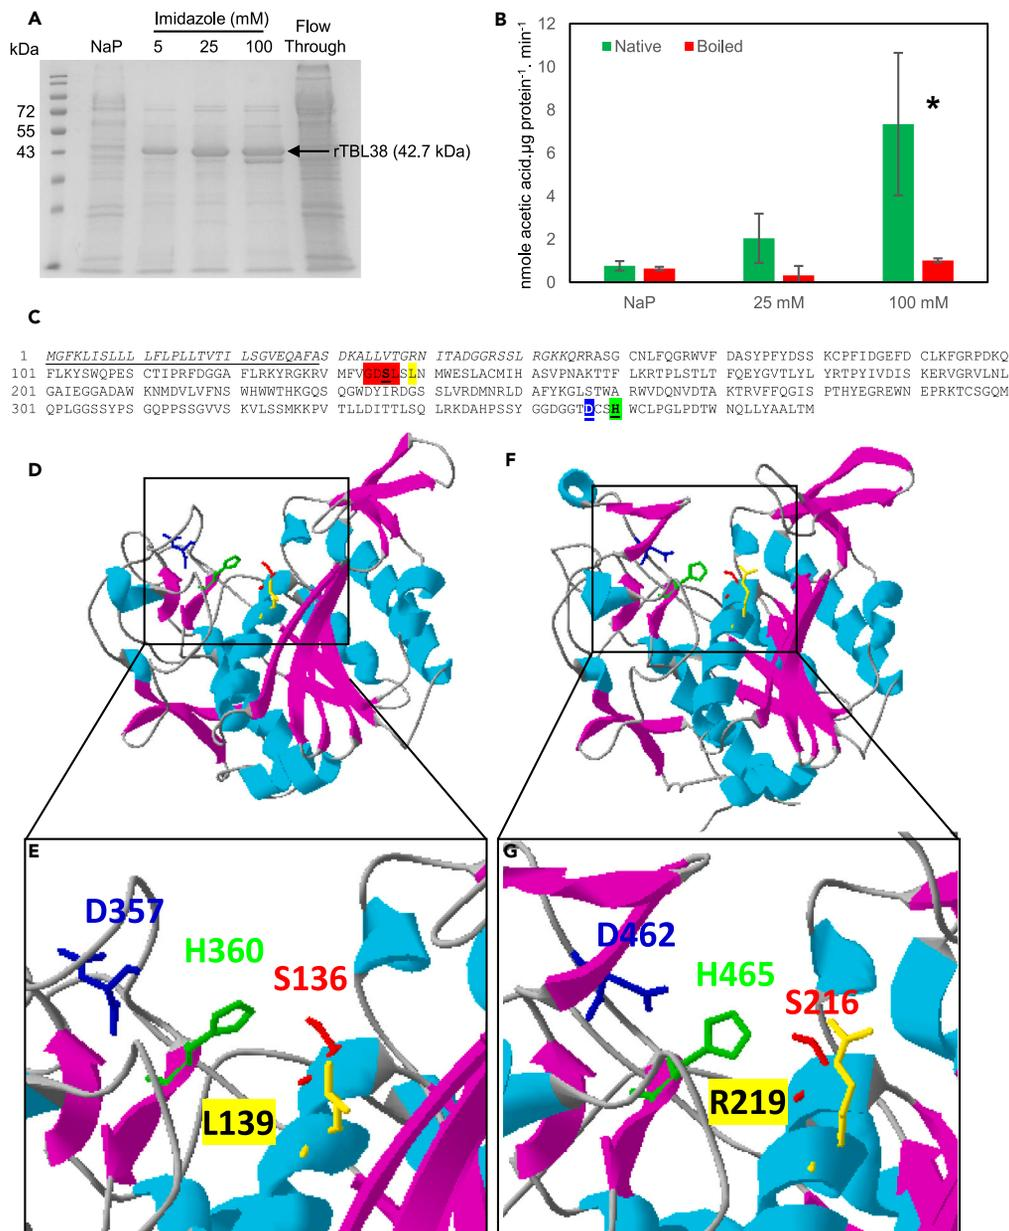 A
Imidazole (mM)
kDa NaP 5 25 100 Flow Through
72
55
43
rTBL38 (42.7 kDa)
B
nmole acetic acid.µg protein⁻¹. min⁻¹
12
10
8
6
4
2
0
Native Boiled
*
NaP 25 mM 100 mM
C
1 MGFKLISLLL LFLPLLTVTI LSGVEQAFAS DKALLVTGRN ITADGGRSSL RGKKQRRASG CNLFQGRWVF DASYPFYDSS KCPFIDGEFD CLKFGRPDKQ
101 FLKYSWQPES CTIPRFDGGA FLRKYRGKRV MFVGDSLSLN MWESLACMIH ASVPNAKTTF LKRTPLSTLT FQEYGVTLYL YRTPYIVDIS KERVGRVLNL
201 GAIEGGADAW KNMDVLVFNS WHWWTHKGQS QGWDYIRDGS SLVRDMNRLD AFYKGLSTWA RWVDQNVDTA QTRVFFQGIS PTHYEGREWN EPRKTCSGQM
301 QPLGGSSYPS GQPPSSGVVS KVLSSMKKPV TLLDITTLSQ LRKDAHPSSY GGDGGTDCSH WCLPGLPDTW NQLLYAALTM
D
F
E
D357
H360
S136
L139
G
D462
H465
S216
R219